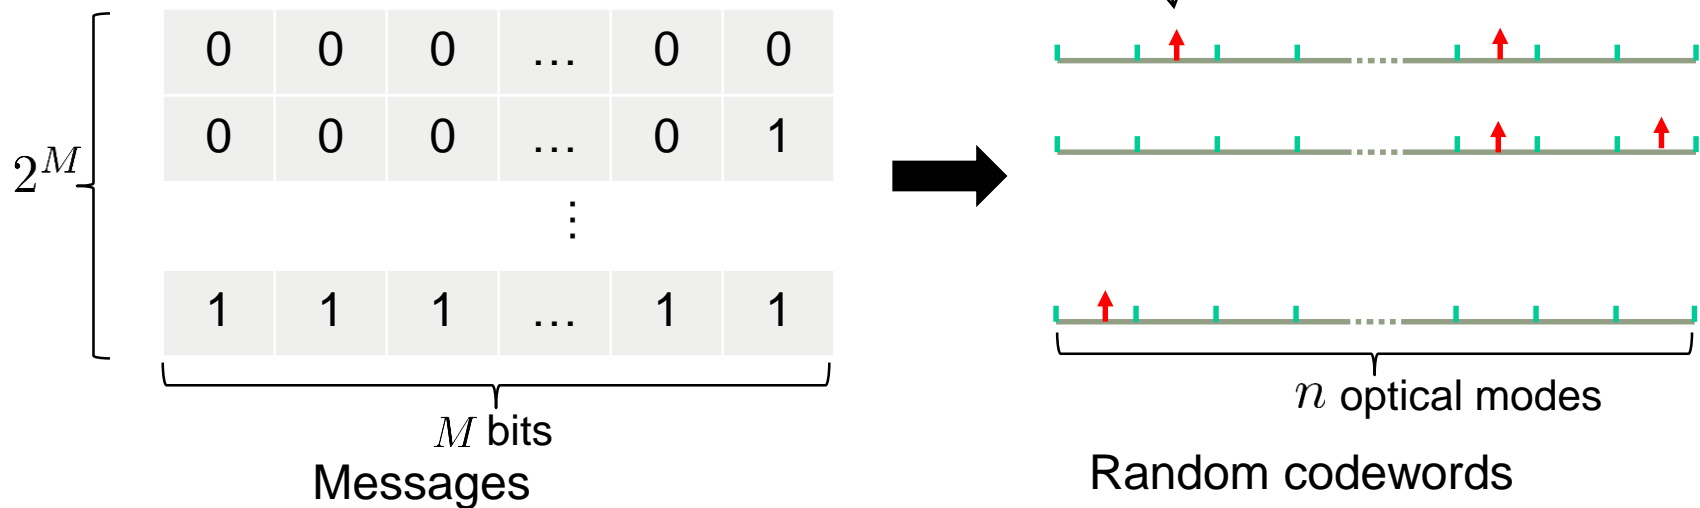 0 0 0 … 0 0
0 0 0 … 0 1
2^M
⋮
1 1 1 … 1 1
M bits
Messages
n optical modes
Random codewords